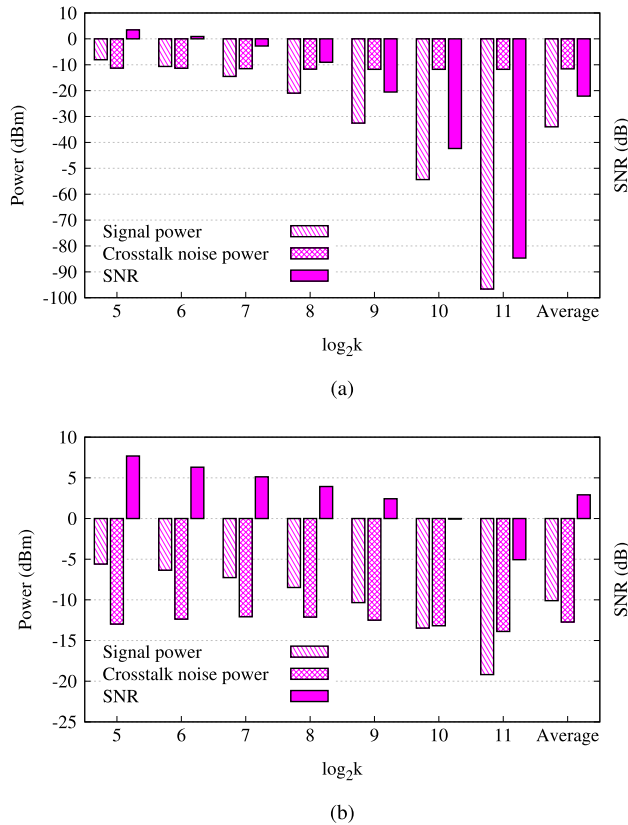 10
0
-10
-20
-30
-40
-5
-60
-70
-80
-90
-100
Power (dBm)
SNR (dB)
Signal power
Crosstalk noise power
SNR
5 6 7 8 9 10 11 Average
log2k
(a)
10
5
0
-5
-10
-15
-20
-25
Power (dBm)
SNR (dB)
Signal power
Crosstalk noise power
SNR
5 6 7 8 9 10 11 Average
log2k
(b)